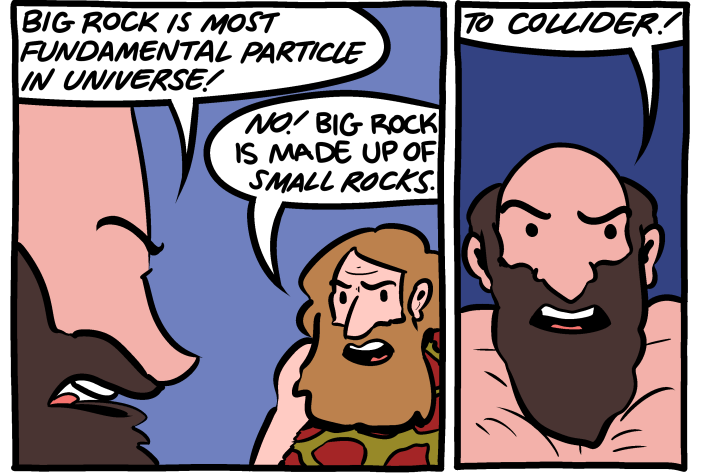 BIG ROCK IS MOST
FUNDAMENTAL PARTICLE
IN UNIVERSE!
NO! BIG ROCK
IS MADE UP OF
SMALL ROCKS.
TO COLLIDER!